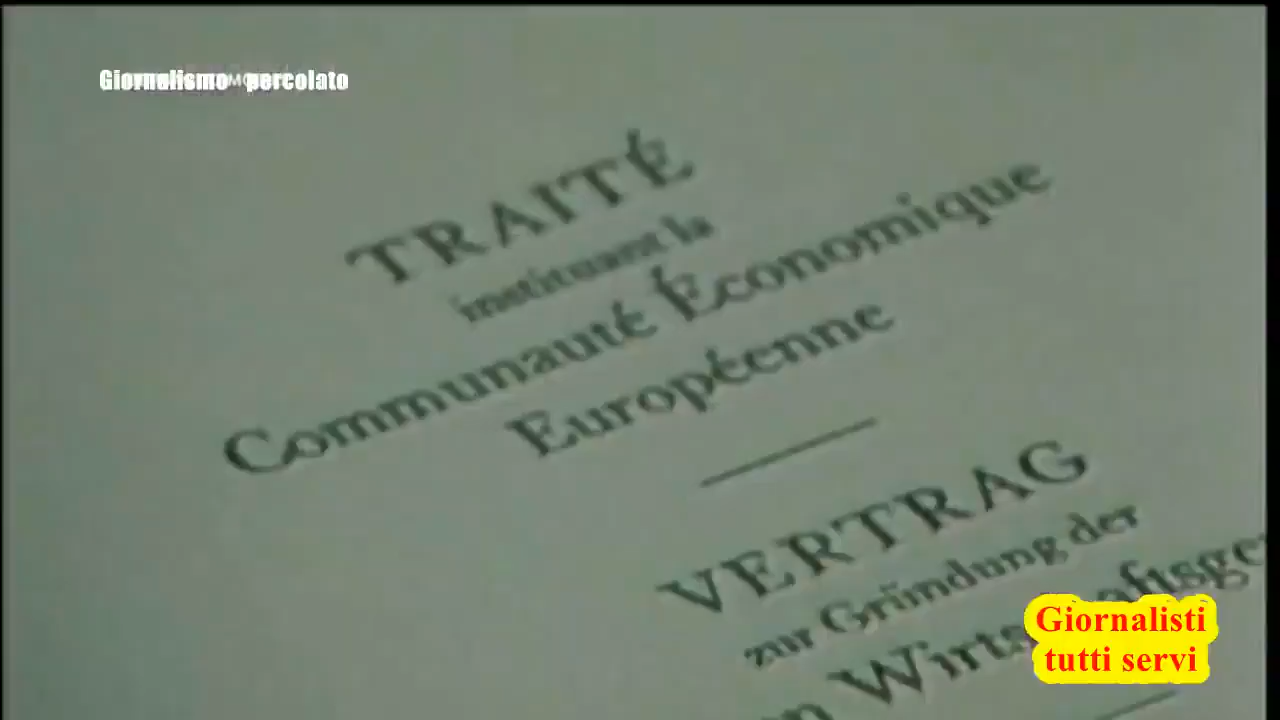 Giornalismo percolato
TRAITÉ
instituant la
Communauté Économique
Européenne
VERTRAG
zur Gründung der
Giornalisti
tutti servi